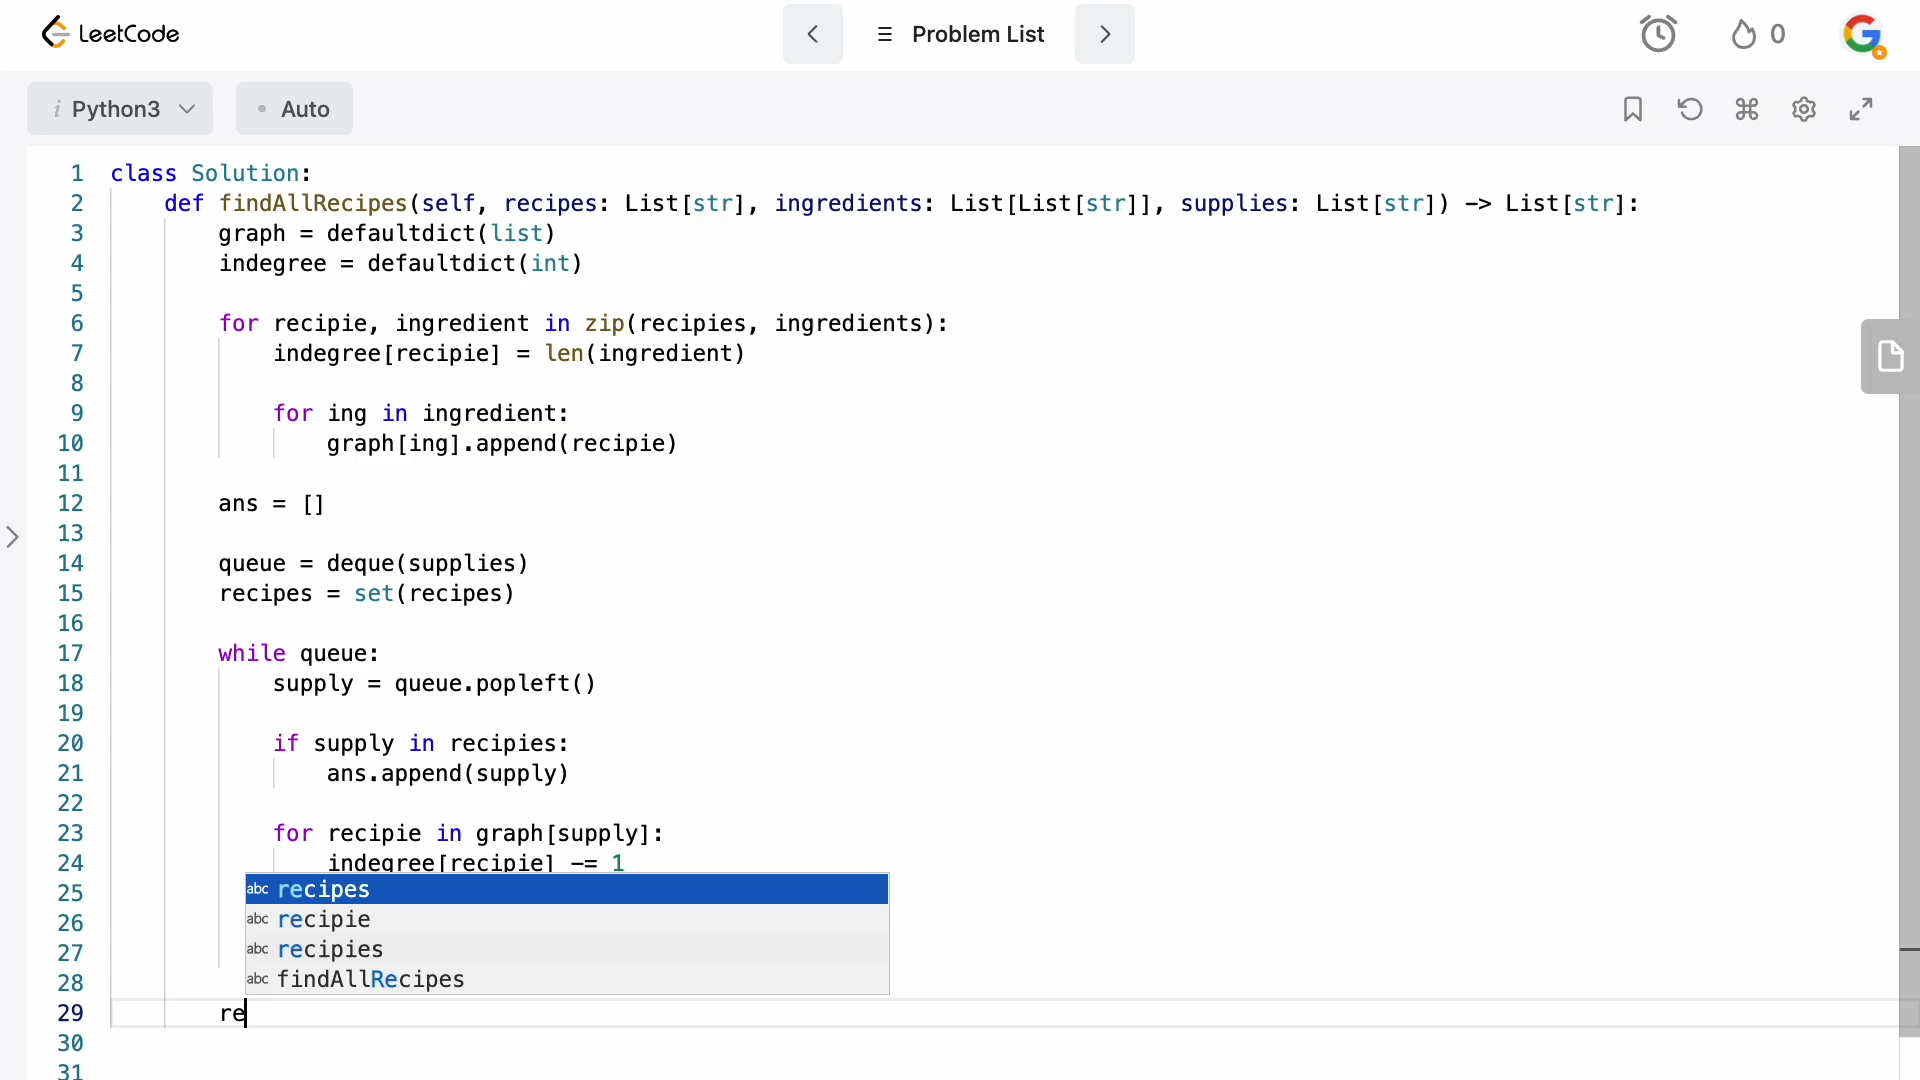 LeetCode
Problem List
0
i Python3
Auto
1 class Solution:
2 def findAllRecipes(self, recipes: List[str], ingredients: List[List[str]], supplies: List[str]) -> List[str]:
3 graph = defaultdict(list)
4 indegree = defaultdict(int)
5
6 for recipie, ingredient in zip(recipies, ingredients):
7 indegree[recipie] = len(ingredient)
8
9 for ing in ingredient:
10 graph[ing].append(recipie)
11
12 ans = []
13
14 queue = deque(supplies)
15 recipes = set(recipes)
16
17 while queue:
18 supply = queue.popleft()
19
20 if supply in recipies:
21 ans.append(supply)
22
23 for recipie in graph[supply]:
24 indegree[recipie] -= 1
25 abc recipes
26 abc recipie
27 abc recipies
28 abc findAllRecipes
29 re
30
31